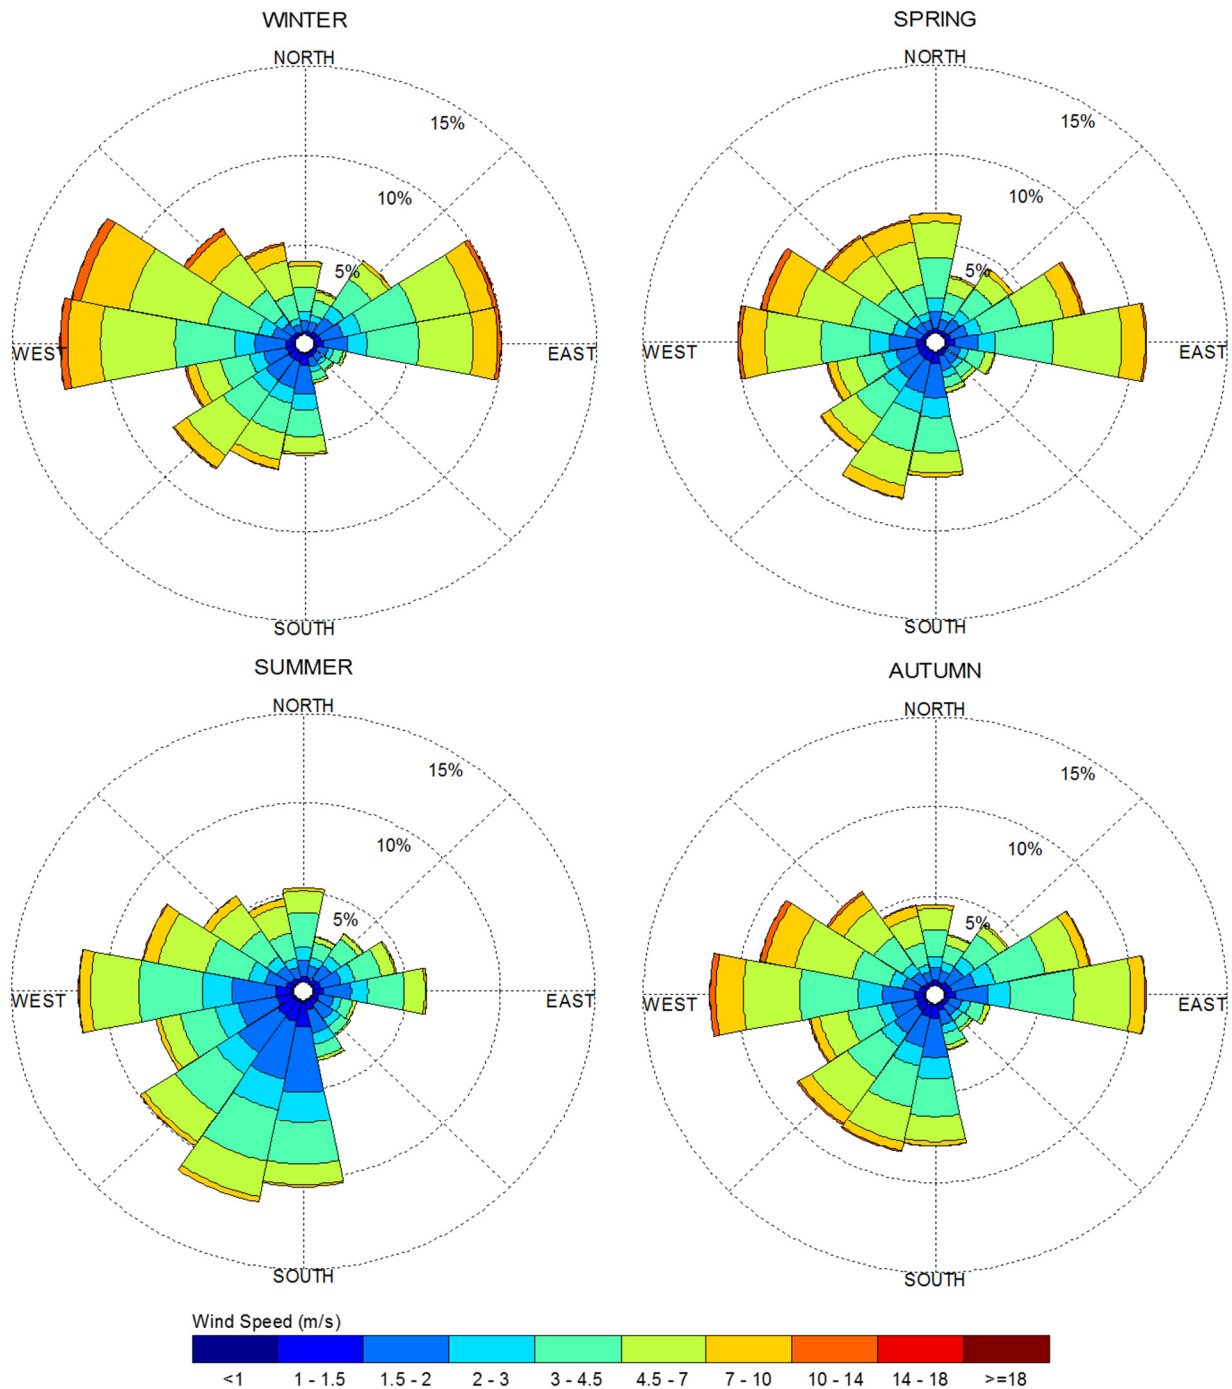 WINTER
NORTH
15%
10%
5%
WEST
EAST
SOUTH
SPRING
NORTH
15%
10%
5%
WEST
EAST
SOUTH
SUMMER
NORTH
15%
10%
5%
WEST
EAST
SOUTH
AUTUMN
NORTH
15%
10%
5%
WEST
EAST
SOUTH
Wind Speed (m/s)
<1 1 - 1.5 1.5 - 2 2 - 3 3 - 4.5 4.5 - 7 7 - 10 10 - 14 14 - 18 >=18